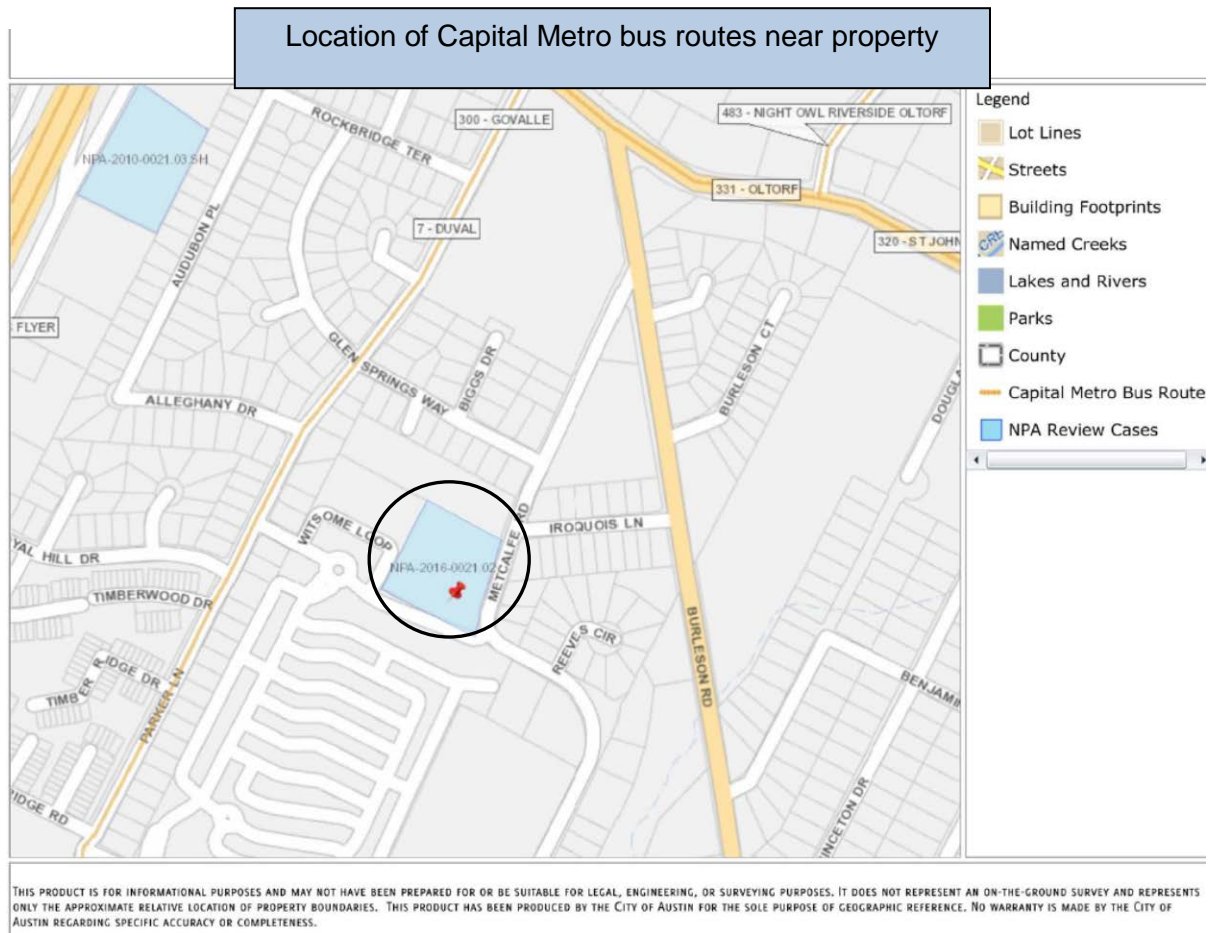 Location of Capital Metro bus routes near property
Legend
Lot Lines
Streets
Building Footprints
Named Creeks
Lakes and Rivers
Parks
County
Capital Metro Bus Route
NPA Review Cases
ROCKBRIDGE TER
300 - GOVALLE
483 - NIGHT OWL RIVERSIDE OLTORF
NPA-2010-0021.03.SH
331 - OLTORF
AUDUBON PL
7 - DUVAL
320 - ST JOHN
FLYER
GLEN SPRINGS WAY
BIGGS DR
BURLESON CT
DOUGLA
ALLEGHANY DR
WITSOME LOOP
METCALFE RD
IROQUOIS LN
YAL HILL DR
NPA-2016-0021.02
TIMBERWOOD DR
REEVES CIR
BURLESON RD
TIMBER RIDGE DR
PARKER LN
BENJAMI
IDGE RD
INCETON DR
THIS PRODUCT IS FOR INFORMATIONAL PURPOSES AND MAY NOT HAVE BEEN PREPARED FOR OR BE SUITABLE FOR LEGAL, ENGINEERING, OR SURVEYING PURPOSES. IT DOES NOT REPRESENT AN ON-THE-GROUND SURVEY AND REPRESENTS
ONLY THE APPROXIMATE RELATIVE LOCATION OF PROPERTY BOUNDARIES. THIS PRODUCT HAS BEEN PRODUCED BY THE CITY OF AUSTIN FOR THE SOLE PURPOSE OF GEOGRAPHIC REFERENCE. NO WARRANTY IS MADE BY THE CITY OF
AUSTIN REGARDING SPECIFIC ACCURACY OR COMPLETENESS.